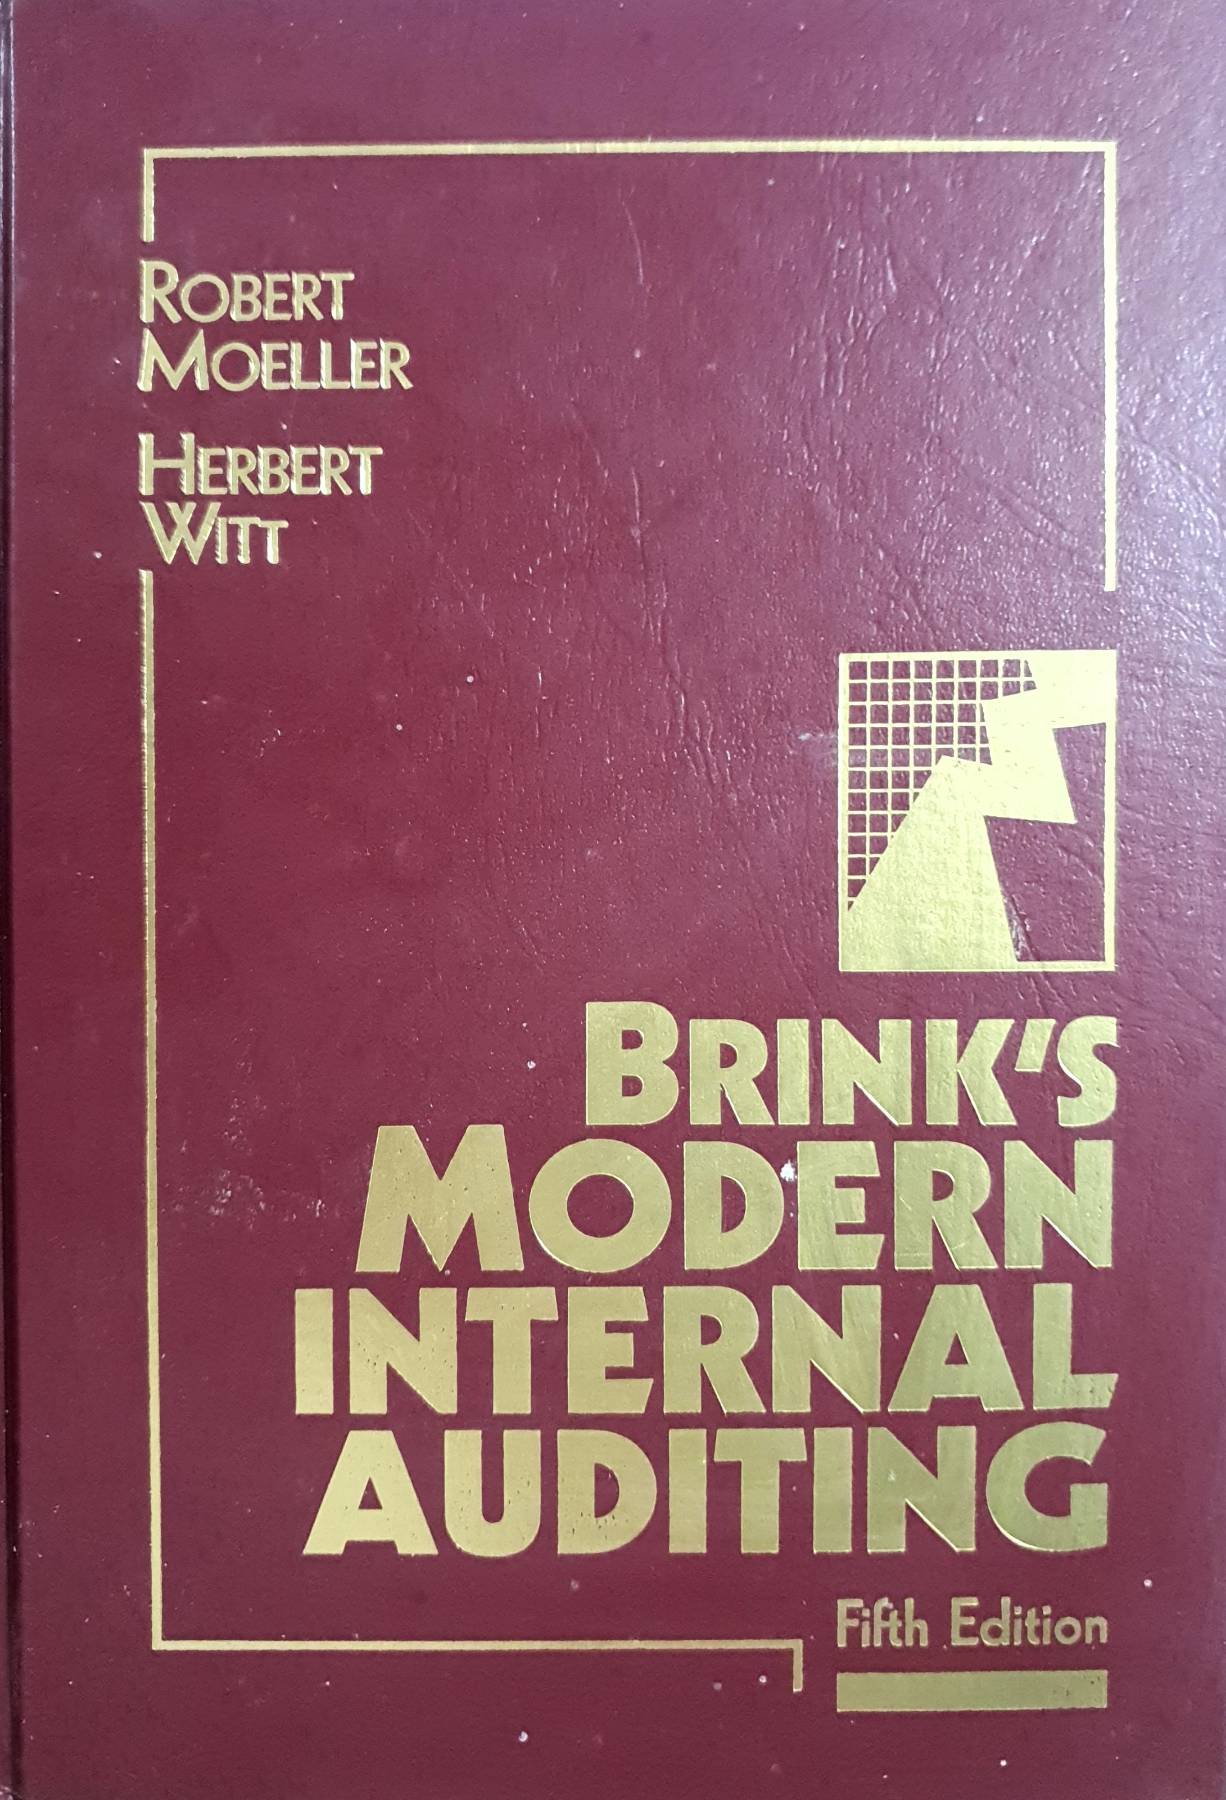 ROBERT
MOELLER
HERBERT
WITT
BRINK'S
MODERN
INTERNAL
AUDITING
Fifth Edition